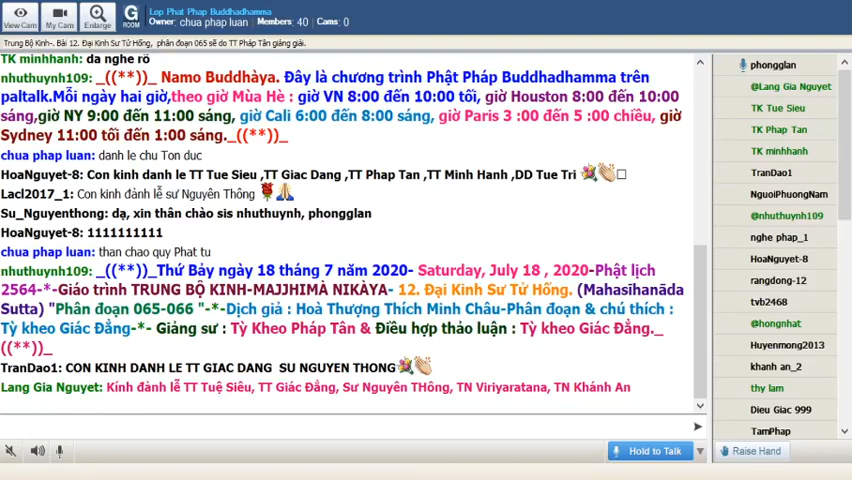 Lop Phat Phap Buddhadhamma
Owner: chua phap luan/ Members: 40 / Cams: 0
View Cam
My Cam
Enlarge
G
ROOM
Trung Bộ Kinh-. Bài 12. Đại Kinh Sư Tử Hống, phân đoạn 065 sẽ do TT Pháp Tân giảng giải.
TK minhhanh: da nghe rõ
nhuthuynh109: _((**))_ Namo Buddhàya. Đây là chương trình Phật Pháp Buddhadhamma trên
paltalk.Mỗi ngày hai giờ,theo giờ Mùa Hè : giờ VN 8:00 đến 10:00 tối, giờ Houston 8:00 đến 10:00
sáng,giờ NY 9:00 đến 11:00 sáng, giờ Cali 6:00 đến 8:00 sáng, giờ Paris 3 :00 đến 5 :00 chiều, giờ
Sydney 11:00 tối đến 1:00 sáng._((**))_
chua phap luan: danh le chu Ton duc
HoaNguyet-8: Con kinh danh le TT Tue Sieu ,TT Giac Dang ,TT Phap Tan ,TT Minh Hanh ,DD Tue Tri
Lacl2017_1: Con kinh đảnh lễ sư Nguyên Thông
Su_Nguyenthong: dạ, xin thân chào sis nhuthuynh, phongglan
HoaNguyet-8: 1111111111
chua phap luan: than chao quy Phat tu
nhuthuynh109: _((**))_Thứ Bảy ngày 18 tháng 7 năm 2020- Saturday, July 18 , 2020-Phật lịch
2564-*-Giáo trình TRUNG BỘ KINH-MAJJHIMÀ NIKÀYA- 12. Đại Kinh Sư Tử Hống. (Mahasìhanàda
Sutta) "Phân đoạn 065-066 "-*-Dịch giả : Hoà Thượng Thích Minh Châu-Phân đoạn & chú thích :
Tỳ kheo Giác Đẳng-*- Giảng sư : Tỳ Kheo Pháp Tân & Điều hợp thảo luận : Tỳ kheo Giác Đẳng._
((**))_
TranDao1: CON KINH DANH LE TT GIAC DANG  SU NGUYEN THONG
Lang Gia Nguyet: Kính đảnh lễ TT Tuệ Siêu, TT Giác Đẳng, Sư Nguyên THông, TN Viriyaratana, TN Khánh An
Hold to Talk
phongglan
@Lang Gia Nguyet
TK Tue Sieu
TK Phap Tan
TK minhhanh
TranDao1
NguoiPhuongNam
@nhuthuynh109
nghe phap_1
HoaNguyet-8
rangdong-12
tvb2468
@hongnhat
Huyenmong2013
khanh an_2
thy lam
Dieu Giac 999
TamPhap
Raise Hand